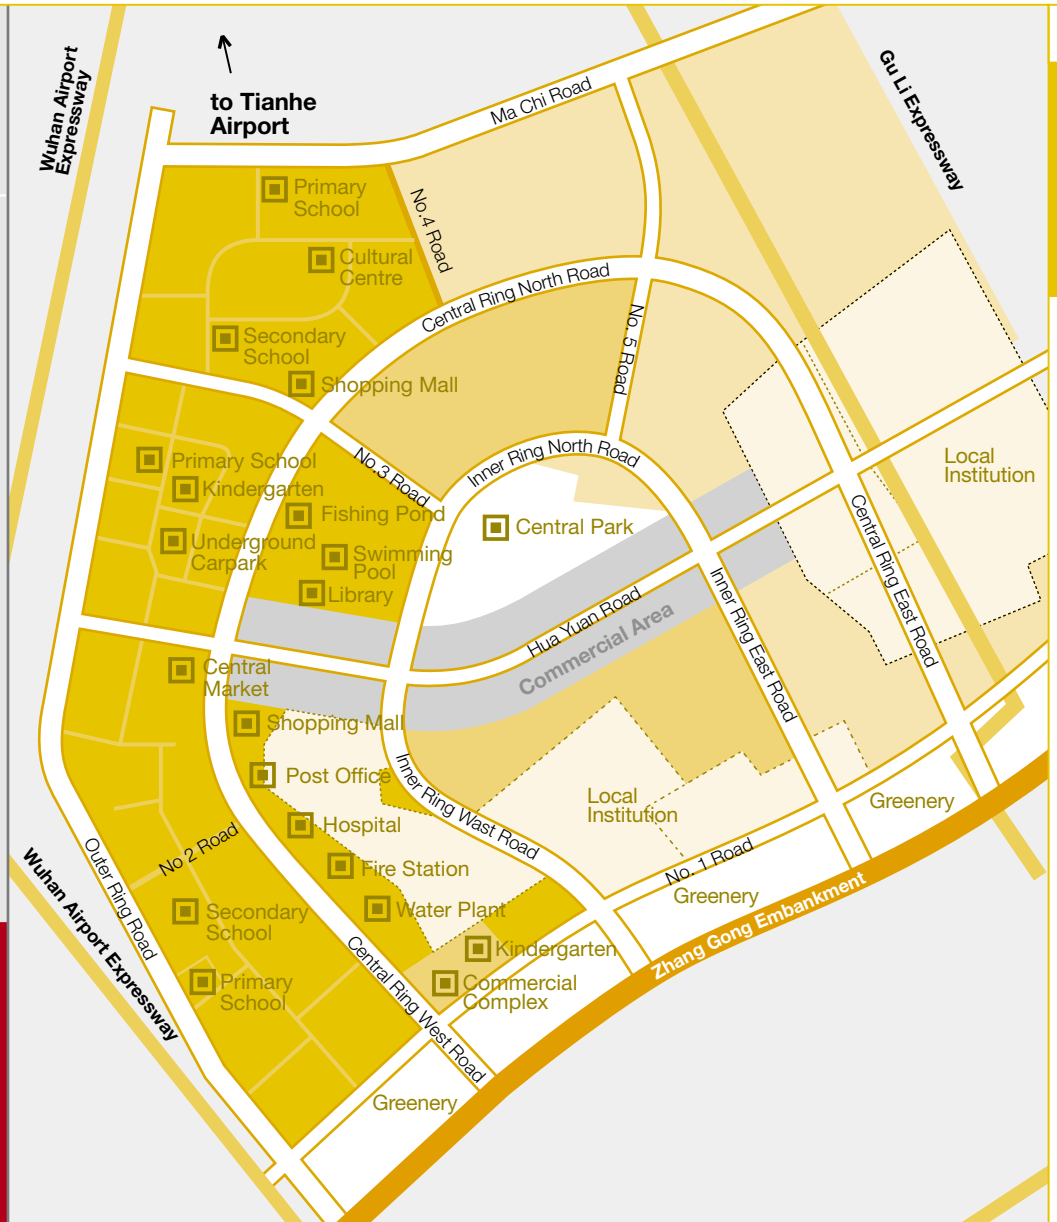 Wuhan Airport
Expressway
to Tianhe
Airport
Ma Chi Road
Gu Li Expressway
Primary
School
No.4 Road
Cultural
Centre
Central Ring North Road
Secondary
School
No. 5 Road
Shopping Mall
Primary School
Kindergarten
No.3 Road
Inner Ring North Road
Local
Institution
Fishing Pond
Central Park
Underground
Carpark
Swimming
Pool
Library
Central Ring East Road
Hua Yuan Road
Commercial Area
Inner Ring East Road
Central
Market
Shopping Mall
Post Office
Inner Ring Wast Road
Local
Institution
Greenery
Hospital
No 2 Road
Outer Ring Road
Fire Station
No. 1 Road
Greenery
Wuhan Airport Expressway
Secondary
School
Water Plant
Zhang Gong Embankment
Kindergarten
Central Ring West Road
Primary
School
Commercial
Complex
Greenery